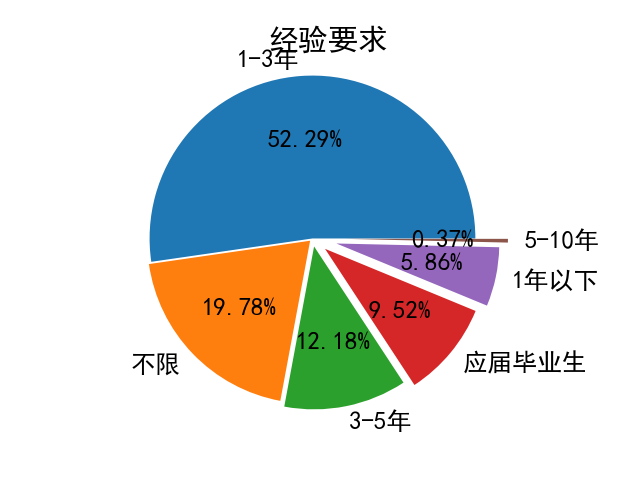 经验要求
1-3年
52.29%
0.37%
5-10年
5.86%
1年以下
19.78%
9.52%
12.18%
不限
应届毕业生
3-5年